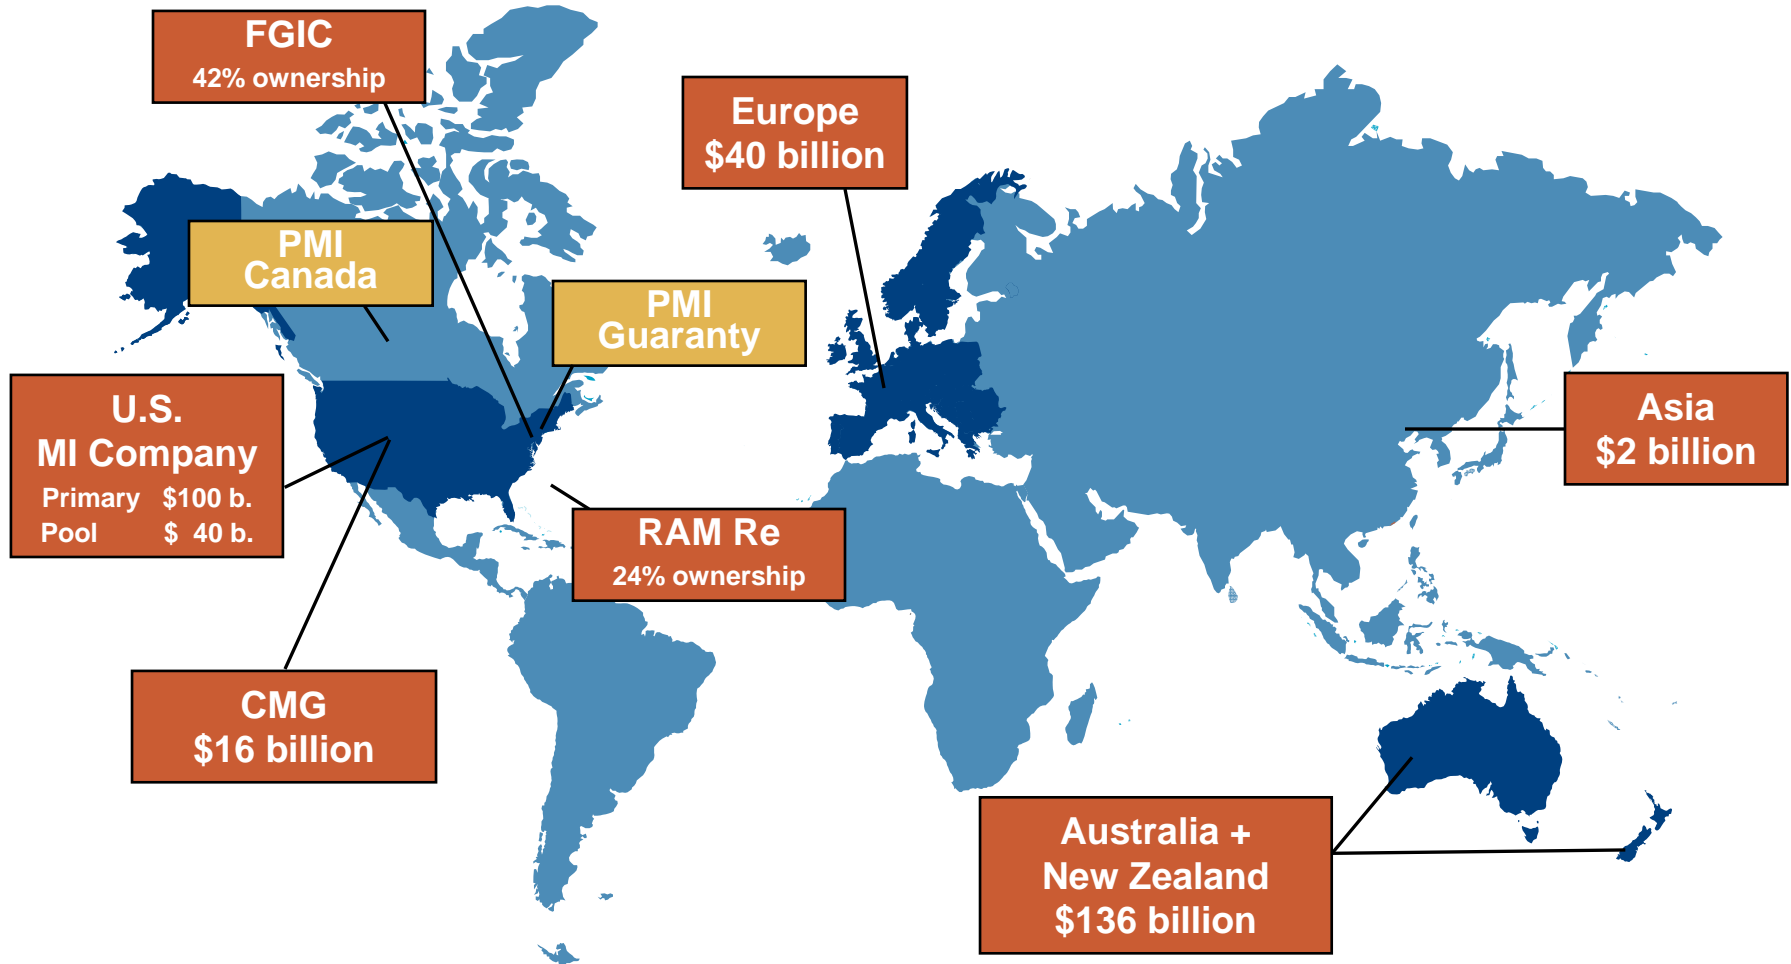 FGIC
42% ownership
Europe
$40 billion
PMI
Canada
PMI
Guaranty
U.S.
MI Company
Primary $100 b.
Pool $ 40 b.
Asia
$2 billion
RAM Re
24% ownership
CMG
$16 billion
Australia +
New Zealand
$136 billion